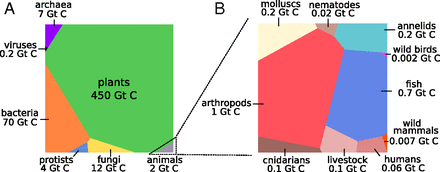 A
archaea
7 Gt C
viruses
0.2 Gt C
plants
450 Gt C
bacteria
70 Gt C
protists
4 Gt C
fungi
12 Gt C
animals
2 Gt C
B
molluscs
0.2 Gt C
nematodes
0.02 Gt C
annelids
0.2 Gt C
wild birds
0.002 Gt C
fish
0.7 Gt C
arthropods
1 Gt C
wild
mammals
0.007 Gt C
cnidarians
0.1 Gt C
livestock
0.1 Gt C
humans
0.06 Gt C